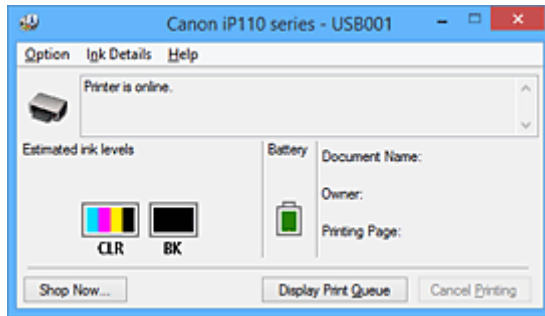 Canon iP110 series - USB001
Option Ink Details Help
Printer is online.
Estimated ink levels
Battery
Document Name:
Owner:
Printing Page:
CLR BK
Shop Now... Display Print Queue Cancel Printing